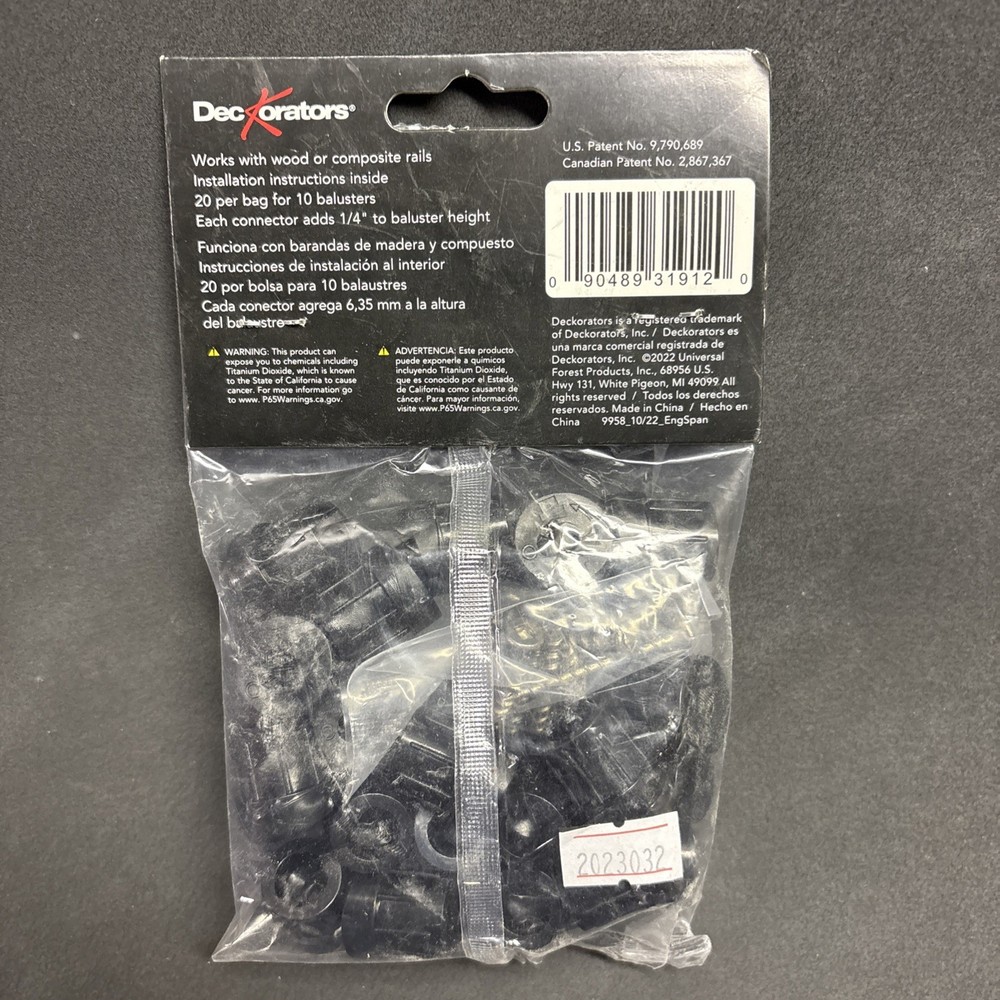 Deckorators®
Works with wood or composite rails
Installation instructions inside
20 per bag for 10 balusters
Each connector adds 1/4" to baluster height
Funciona con barandas de madera y compuesto
Instrucciones de instalación al interior
20 por bolsa para 10 balaustres
Cada conector agrega 6,35 mm a la altura
del balaustre
WARNING: This product can
expose you to chemicals including
Titanium Dioxide, which is known
to the State of California to cause
cancer. For more information go
to www.P65Warnings.ca.gov.
ADVERTENCIA: Este producto
puede exponerle a quimicos
incluyendo Titanium Dioxide,
que es conocido por el Estado
de California como causante de
cáncer. Para mayor información,
visite www.P65Warnings.ca.gov.
U.S. Patent No. 9,790,689
Canadian Patent No. 2,867,367
0 90489 31912 0
Deckorators is a registered trademark
of Deckorators, Inc. / Deckorators es
una marca comercial registrada de
Deckorators, Inc. ©2022 Universal
Forest Products, Inc., 68956 U.S.
Hwy 131, White Pigeon, MI 49099 All
rights reserved / Todos los derechos
reservados. Made in China / Hecho en
China 9958_10/22_EngSpan
2023032